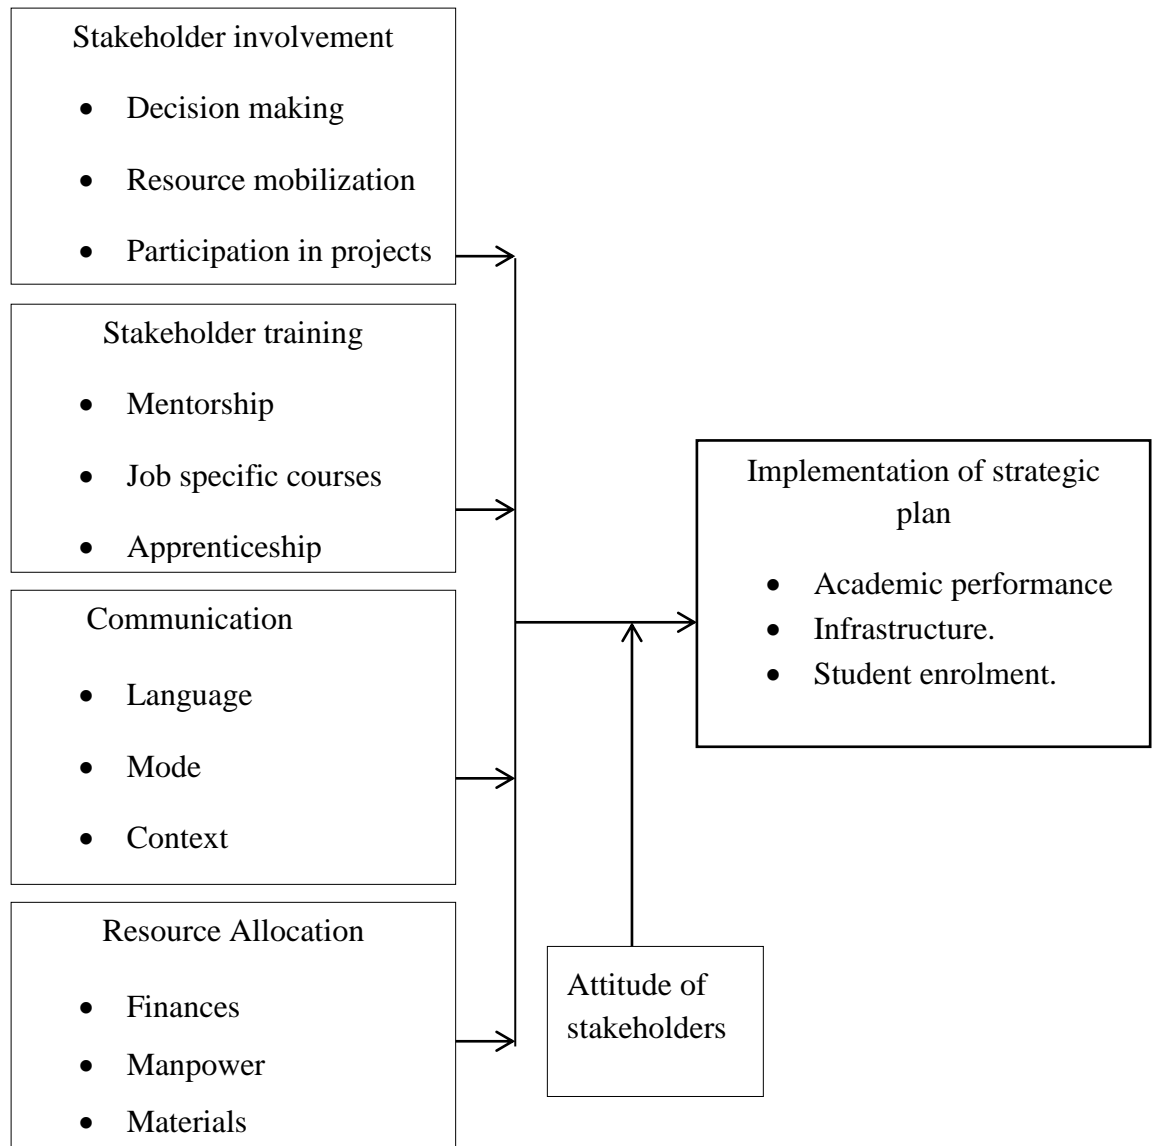 Stakeholder involvement
• Decision making
• Resource mobilization
• Participation in projects
Stakeholder training
• Mentorship
• Job specific courses
• Apprenticeship
Communication
• Language
• Mode
• Context
Resource Allocation
• Finances
• Manpower
• Materials
Attitude of
stakeholders
Implementation of strategic
plan
• Academic performance
• Infrastructure.
• Student enrolment.